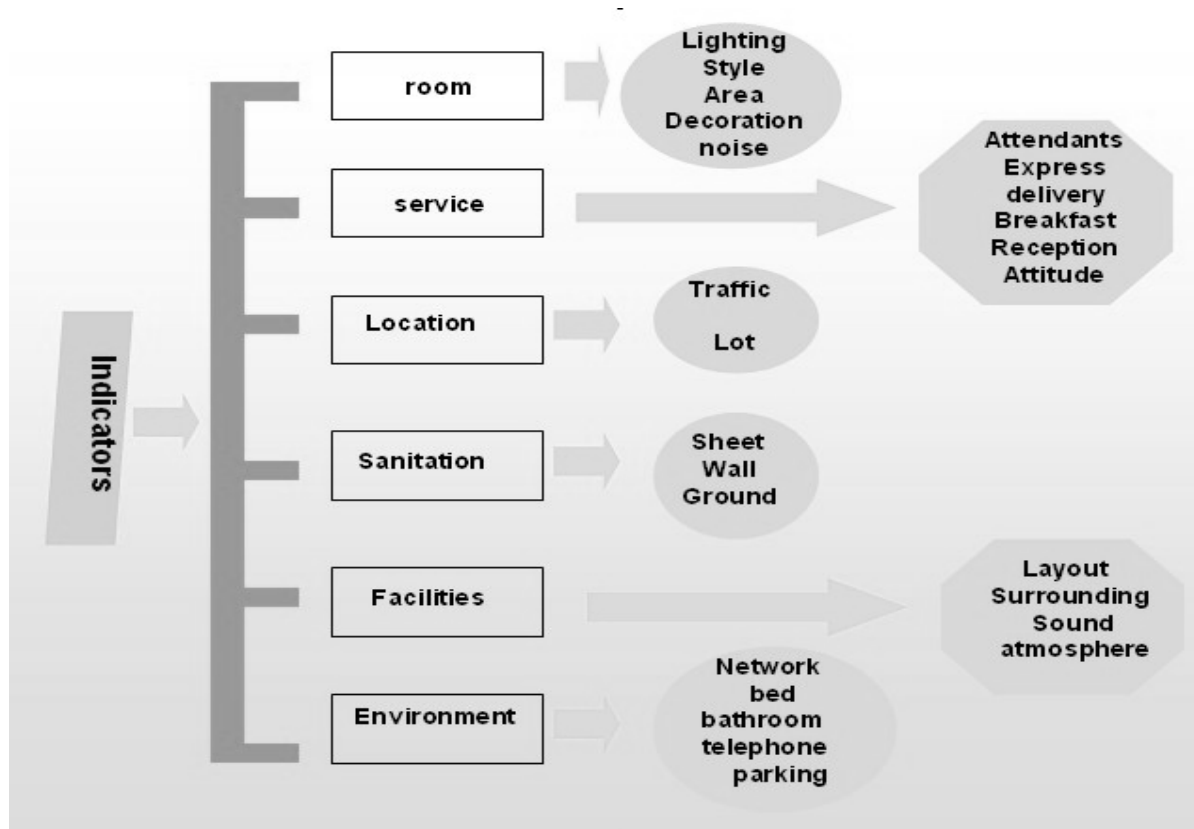 Indicators
room
Lighting
Style
Area
Decoration
noise
service
Attendants
Express
delivery
Breakfast
Reception
Attitude
Location
Traffic
Lot
Sanitation
Sheet
Wall
Ground
Facilities
Layout
Surrounding
Sound
atmosphere
Environment
Network
bed
bathroom
telephone
parking